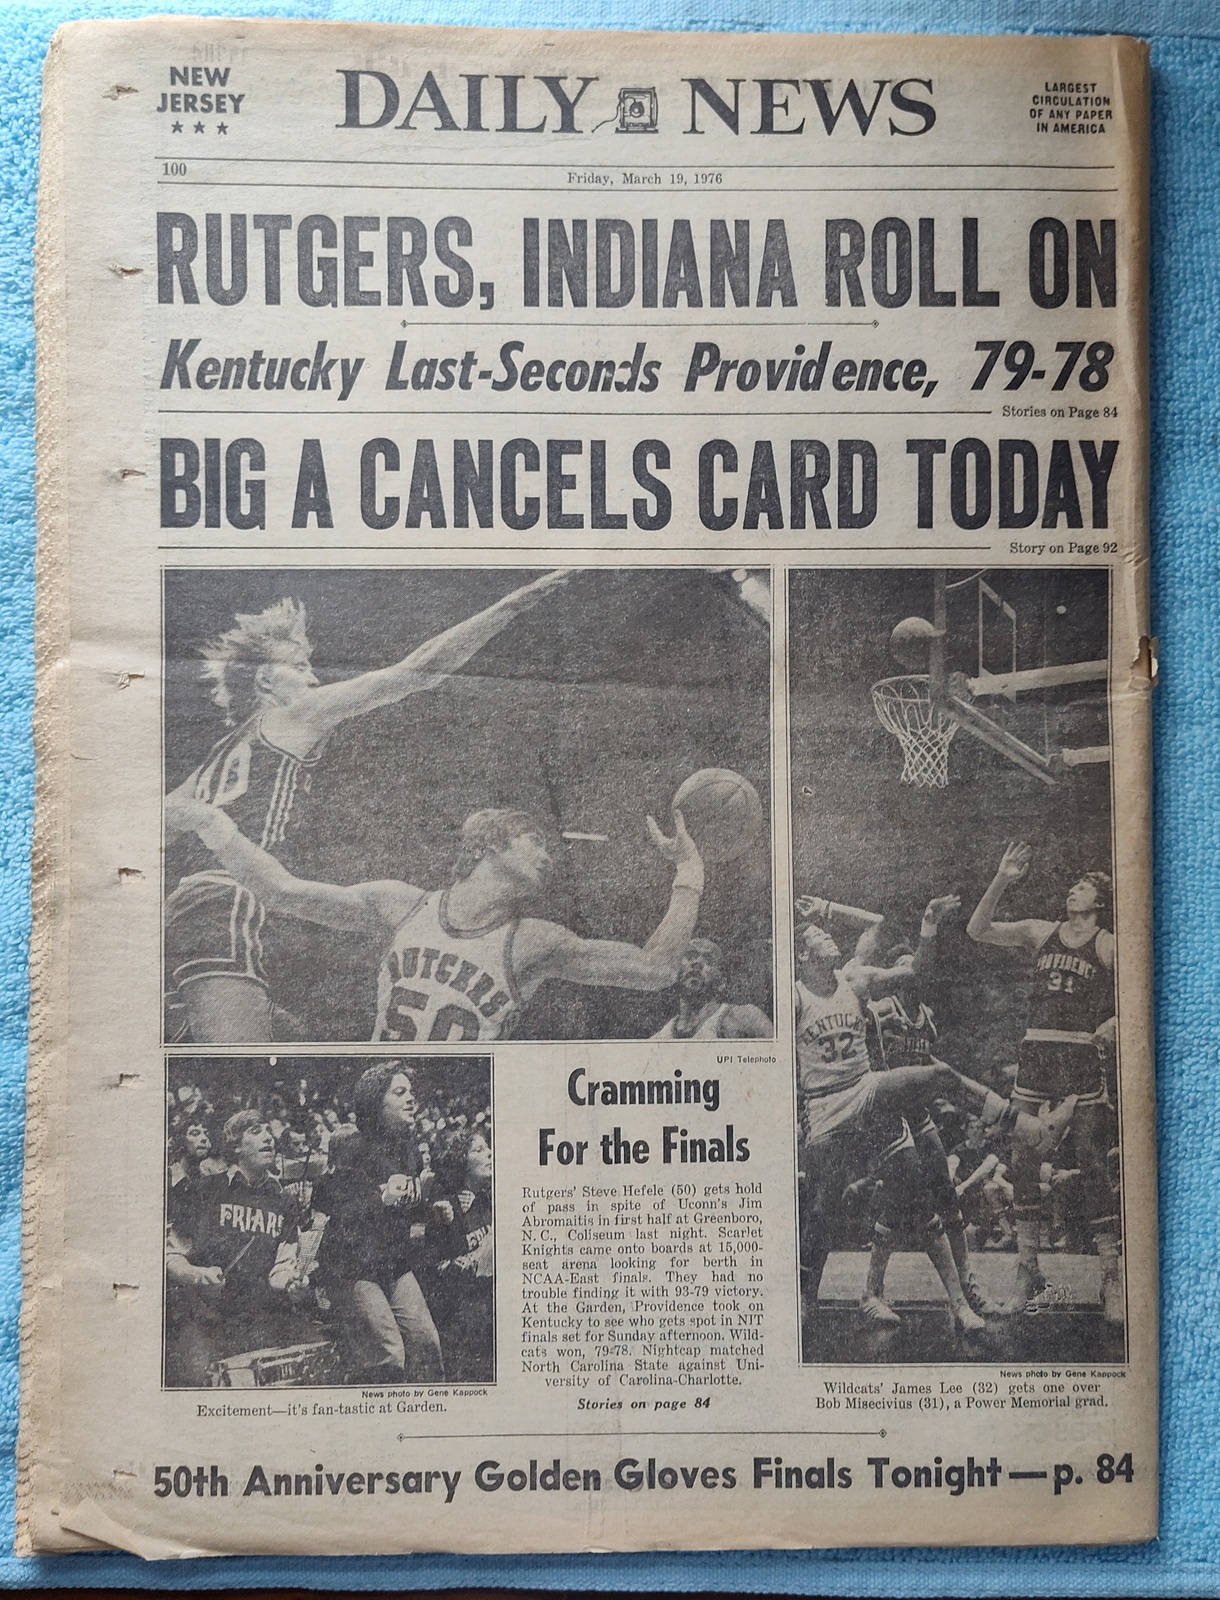 NEW
JERSEY
★ ★ ★
DAILY NEWS
LARGEST
CIRCULATION
OF ANY PAPER
IN AMERICA
100
Friday, March 19, 1976
RUTGERS, INDIANA ROLL ON
Kentucky Last-Seconds Providence, 79-78
Stories on Page 84
BIG A CANCELS CARD TODAY
Story on Page 92
RUTGERS
50
PROVIDENCE
31
KENTUCKY
32
UPI Telephoto
FRIARS
Cramming
For the Finals
Rutgers' Steve Hefele (50) gets hold
of pass in spite of Uconn's Jim
Abromaitis in first half at Greenboro,
N. C., Coliseum last night. Scarlet
Knights came onto boards at 15,000-
seat arena looking for berth in
NCAA-East finals. They had no
trouble finding it with 93-79 victory.
At the Garden, Providence took on
Kentucky to see who gets spot in NIT
finals set for Sunday afternoon. Wild-
cats won, 79-78. Nightcap matched
North Carolina State against Uni-
versity of Carolina-Charlotte.
Stories on page 84
News photo by Gene Kappock
Excitement—it's fan-tastic at Garden.
News photo by Gene Kappock
Wildcats' James Lee (32) gets one over
Bob Misecivius (31), a Power Memorial grad.
50th Anniversary Golden Gloves Finals Tonight—p. 84